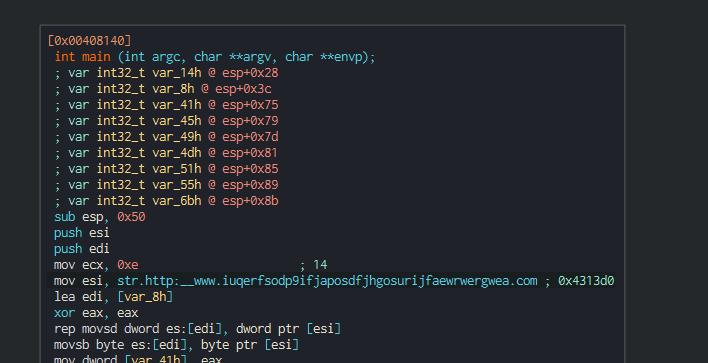 [0x00408140]
int main (int argc, char **argv, char **envp);
; var int32_t var_14h @ esp+0x28
; var int32_t var_8h @ esp+0x3c
; var int32_t var_41h @ esp+0x75
; var int32_t var_45h @ esp+0x79
; var int32_t var_49h @ esp+0x7d
; var int32_t var_4dh @ esp+0x81
; var int32_t var_51h @ esp+0x85
; var int32_t var_55h @ esp+0x89
; var int32_t var_6bh @ esp+0x8b
sub esp, 0x50
push esi
push edi
mov ecx, 0xe ; 14
mov esi, str.http:__www.iuqerfsodp9ifjaposdfjhgosurijfaewrwergwea.com ; 0x4313d0
lea edi, [var_8h]
xor eax, eax
rep movsd dword es:[edi], dword ptr [esi]
movsb byte es:[edi], byte ptr [esi]
mov dword [var_41h], eax